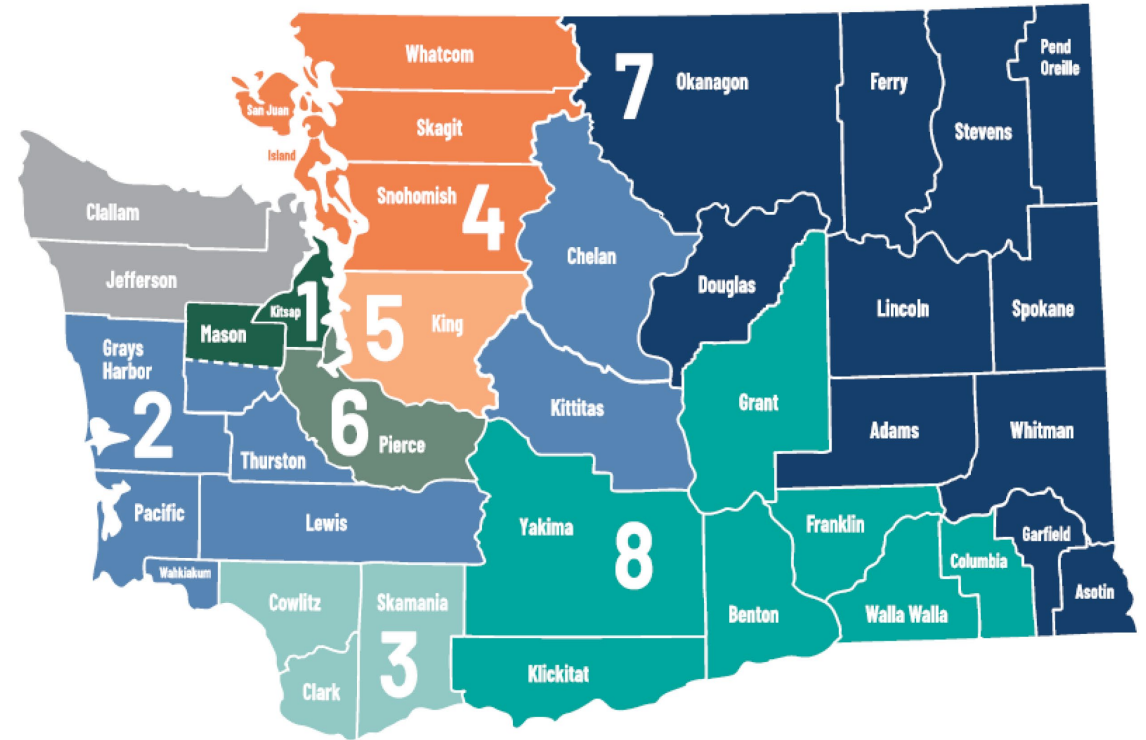 Whatcom
7
Okanagon
Ferry
Pend
Oreille
San Juan
Skagit
Stevens
Island
Snohomish
4
Clallam
Chelan
Jefferson
Douglas
Lincoln
Spokane
Kitsap
1
5
King
Mason
Grays
Harbor
2
Kittitas
Grant
6
Pierce
Adams
Whitman
Thurston
Pacific
Lewis
Yakima
8
Franklin
Garfield
Columbia
Wahkiakum
Cowlitz
Skamania
3
Benton
Walla Walla
Asotin
Clark
Klickitat